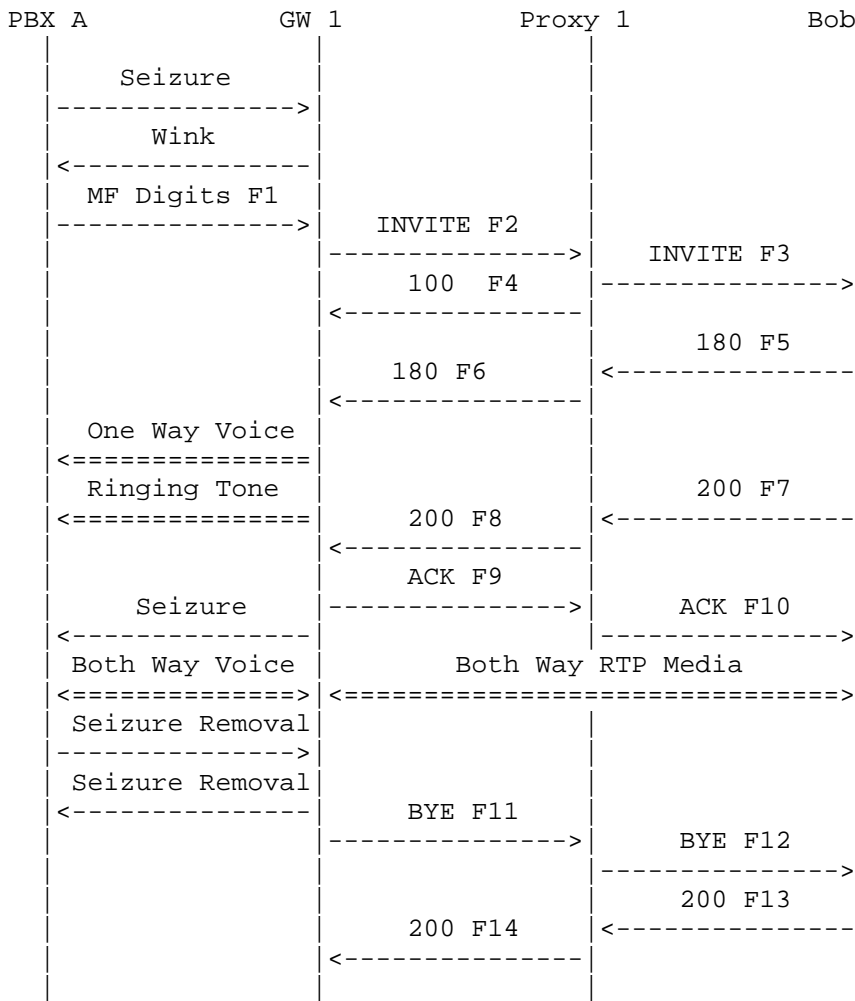 PBX A GW 1 Proxy 1 Bob
Seizure
Wink
MF Digits F1
INVITE F2
INVITE F3
100 F4
180 F5
180 F6
One Way Voice
Ringing Tone 200 F7
200 F8
ACK F9
Seizure ACK F10
Both Way Voice Both Way RTP Media
Seizure Removal
Seizure Removal
BYE F11
BYE F12
200 F13
200 F14